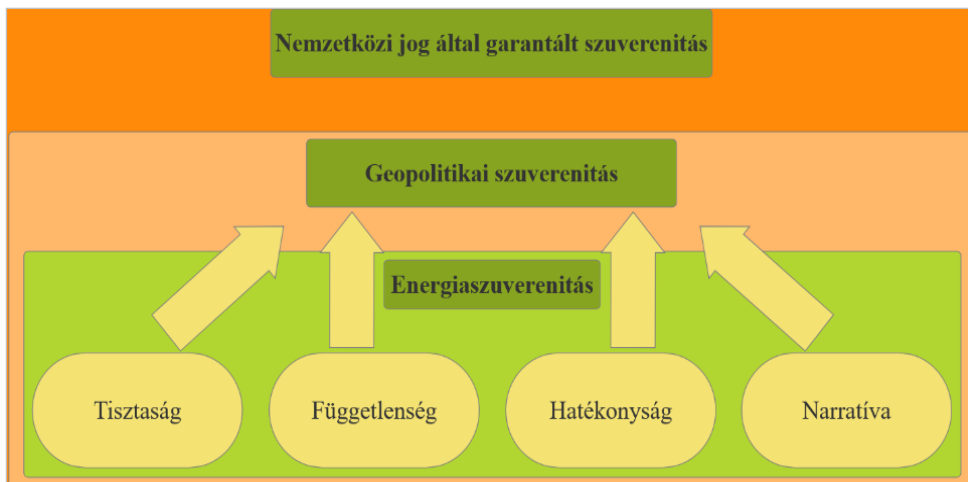 Nemzetközi jog által garantált szuverenitás
Geopolitikai szuverenitás
Energiaszuverenitás
Tisztaság
Függetlenség
Hatékonyság
Narratíva